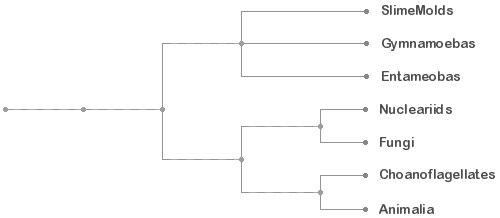 SlimeMolds
Gymnamoebas
Entameobas
Nucleariids
Fungi
Choanoflagellates
Animalia